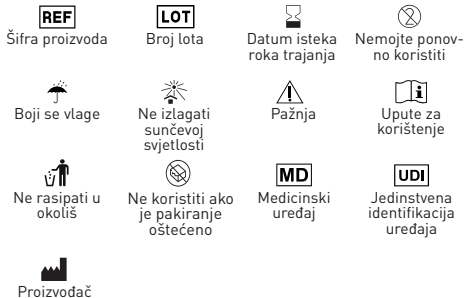 REF
Šifra proizvoda
LOT
Broj lota
Datum isteka
roka trajanja
2
Nemojte ponov-
no koristiti
Boji se vlage
Ne izlagati
sunčevoj
svjetlosti
Pažnja
Upute za
korištenje
Ne rasipati u
okoliš
Ne koristiti ako
je pakiranje
oštećeno
MD
Medicinski
uređaj
UDI
Jedinstvena
identifikacija
uređaja
Proizvođač